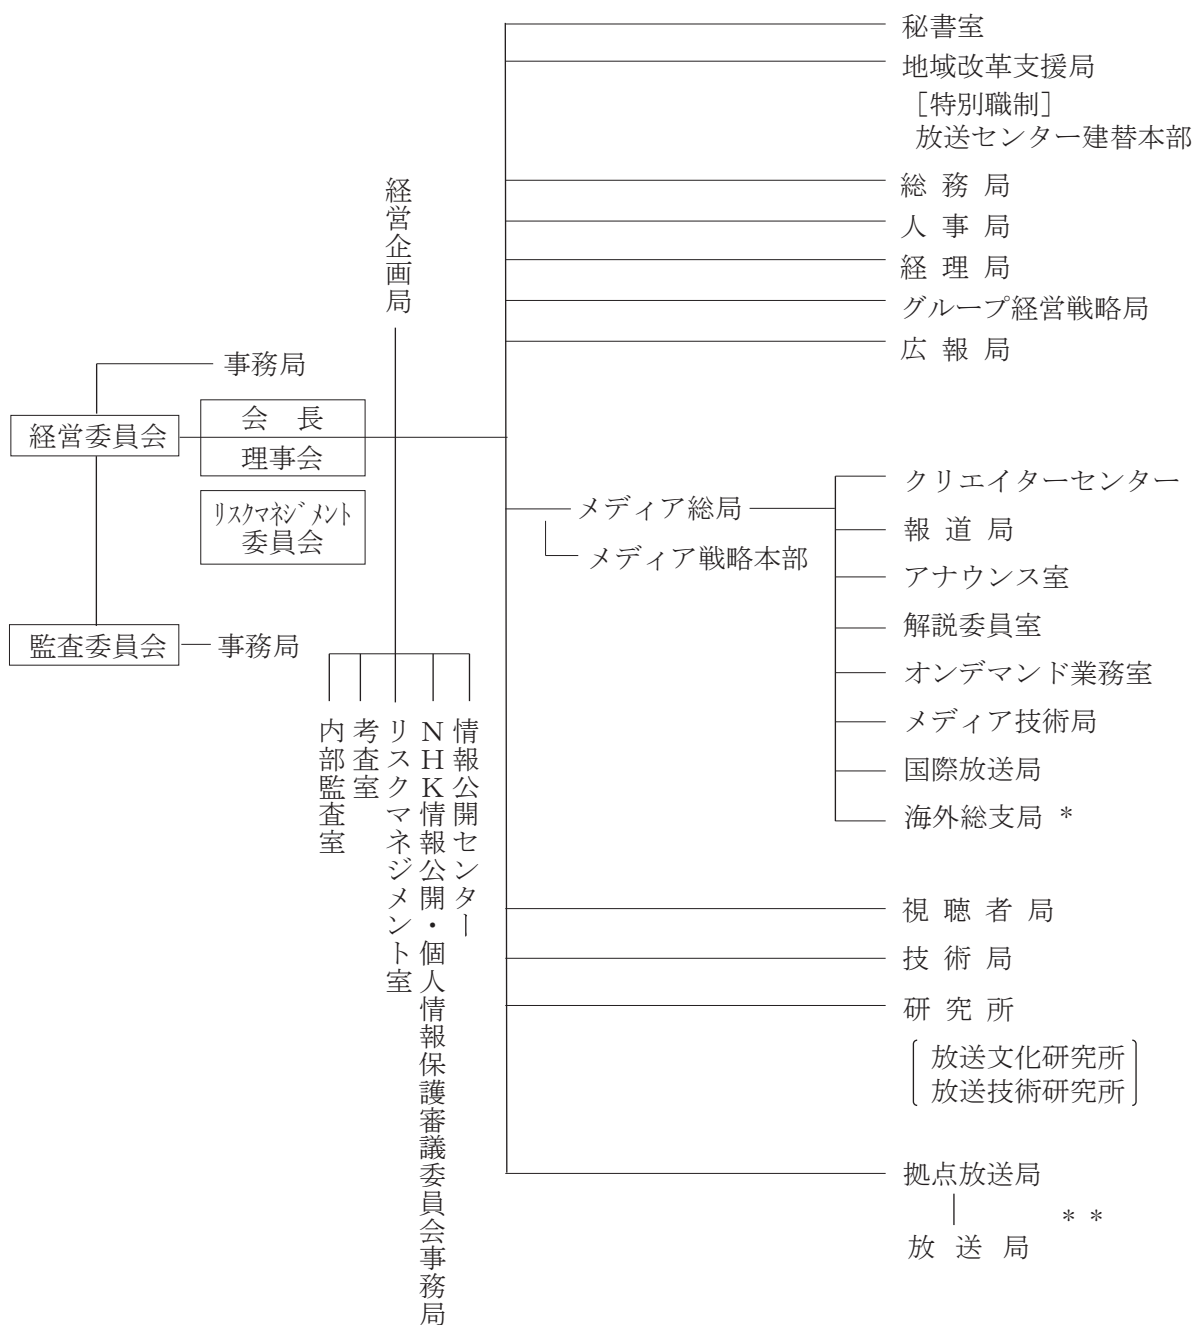 秘書室
地域改革支援局
［特別職制］
放送センター建替本部
総 務 局
人 事 局
経 理 局
グループ経営戦略局
広 報 局
経営企画局
事務局
経営委員会
会　長
理事会
リスクマネジメント
委員会
監査委員会
事務局
メディア総局
メディア戦略本部
クリエイターセンター
報 道 局
アナウンス室
解説委員室
オンデマンド業務室
メディア技術局
国際放送局
海外総支局 *
内部監査室
考査室
リスクマネジメント室
NHK情報公開・個人情報保護審議委員会事務局
情報公開センター
視 聴 者 局
技 術 局
研 究 所
放送文化研究所
放送技術研究所
拠点放送局
* *
放 送 局